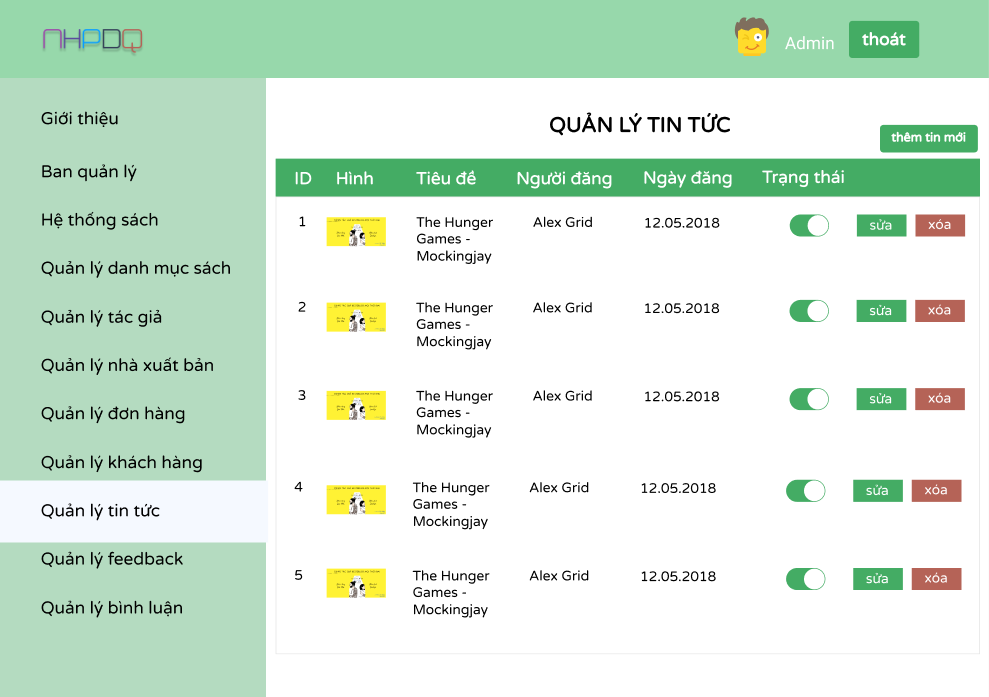 NHPDQ
Admin
thoát
Giới thiệu
Ban quản lý
Hệ thống sách
Quản lý danh mục sách
Quản lý tác giả
Quản lý nhà xuất bản
Quản lý đơn hàng
Quản lý khách hàng
Quản lý tin tức
Quản lý feedback
Quản lý bình luận
QUẢN LÝ TIN TỨC
thêm tin mới
ID Hình Tiêu đề Người đăng Ngày đăng Trạng thái
1 The Hunger Alex Grid 12.05.2018 sửa xóa
Games -
Mockingjay
2 The Hunger Alex Grid 12.05.2018 sửa xóa
Games -
Mockingjay
3 The Hunger Alex Grid 12.05.2018 sửa xóa
Games -
Mockingjay
4 The Hunger Alex Grid 12.05.2018 sửa xóa
Games -
Mockingjay
5 The Hunger Alex Grid 12.05.2018 sửa xóa
Games -
Mockingjay